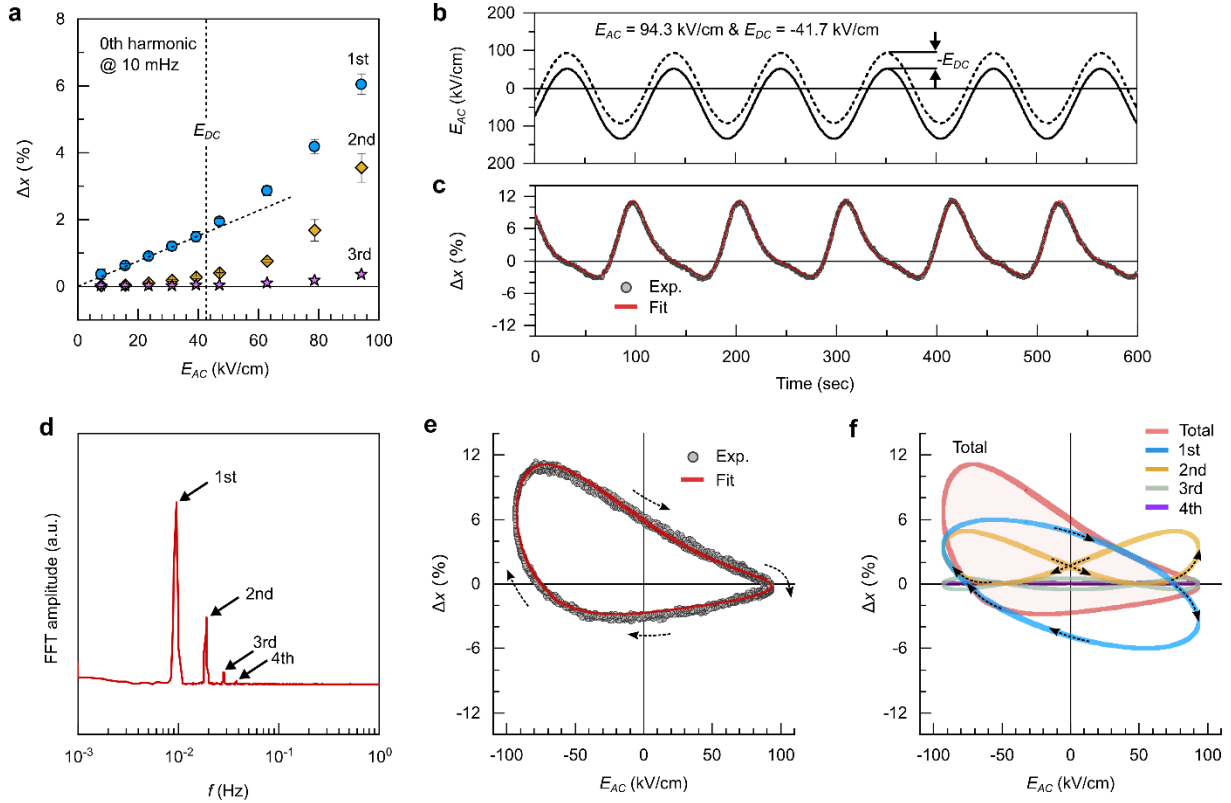 a
8
6
4
2
0
0th harmonic
@ 10 mHz
1st
2nd
3rd
E_DC
Δx (%)
0
20
40
60
80
100
E_AC (kV/cm)
b
200
100
0
100
200
E_AC (kV/cm)
E_AC = 94.3 kV/cm & E_DC = -41.7 kV/cm
-E_DC
c
12
6
0
-6
-12
Δx (%)
Exp.
Fit
0
100
200
300
400
500
600
Time (sec)
d
FFT amplitude (a.u.)
1st
2nd
3rd
4th
10⁻³
10⁻²
10⁻¹
10⁰
f (Hz)
e
12
6
0
-6
-12
Δx (%)
Exp.
Fit
-100
-50
0
50
100
E_AC (kV/cm)
f
12
6
0
-6
-12
Δx (%)
Total
Total
1st
2nd
3rd
4th
-100
-50
0
50
100
E_AC (kV/cm)